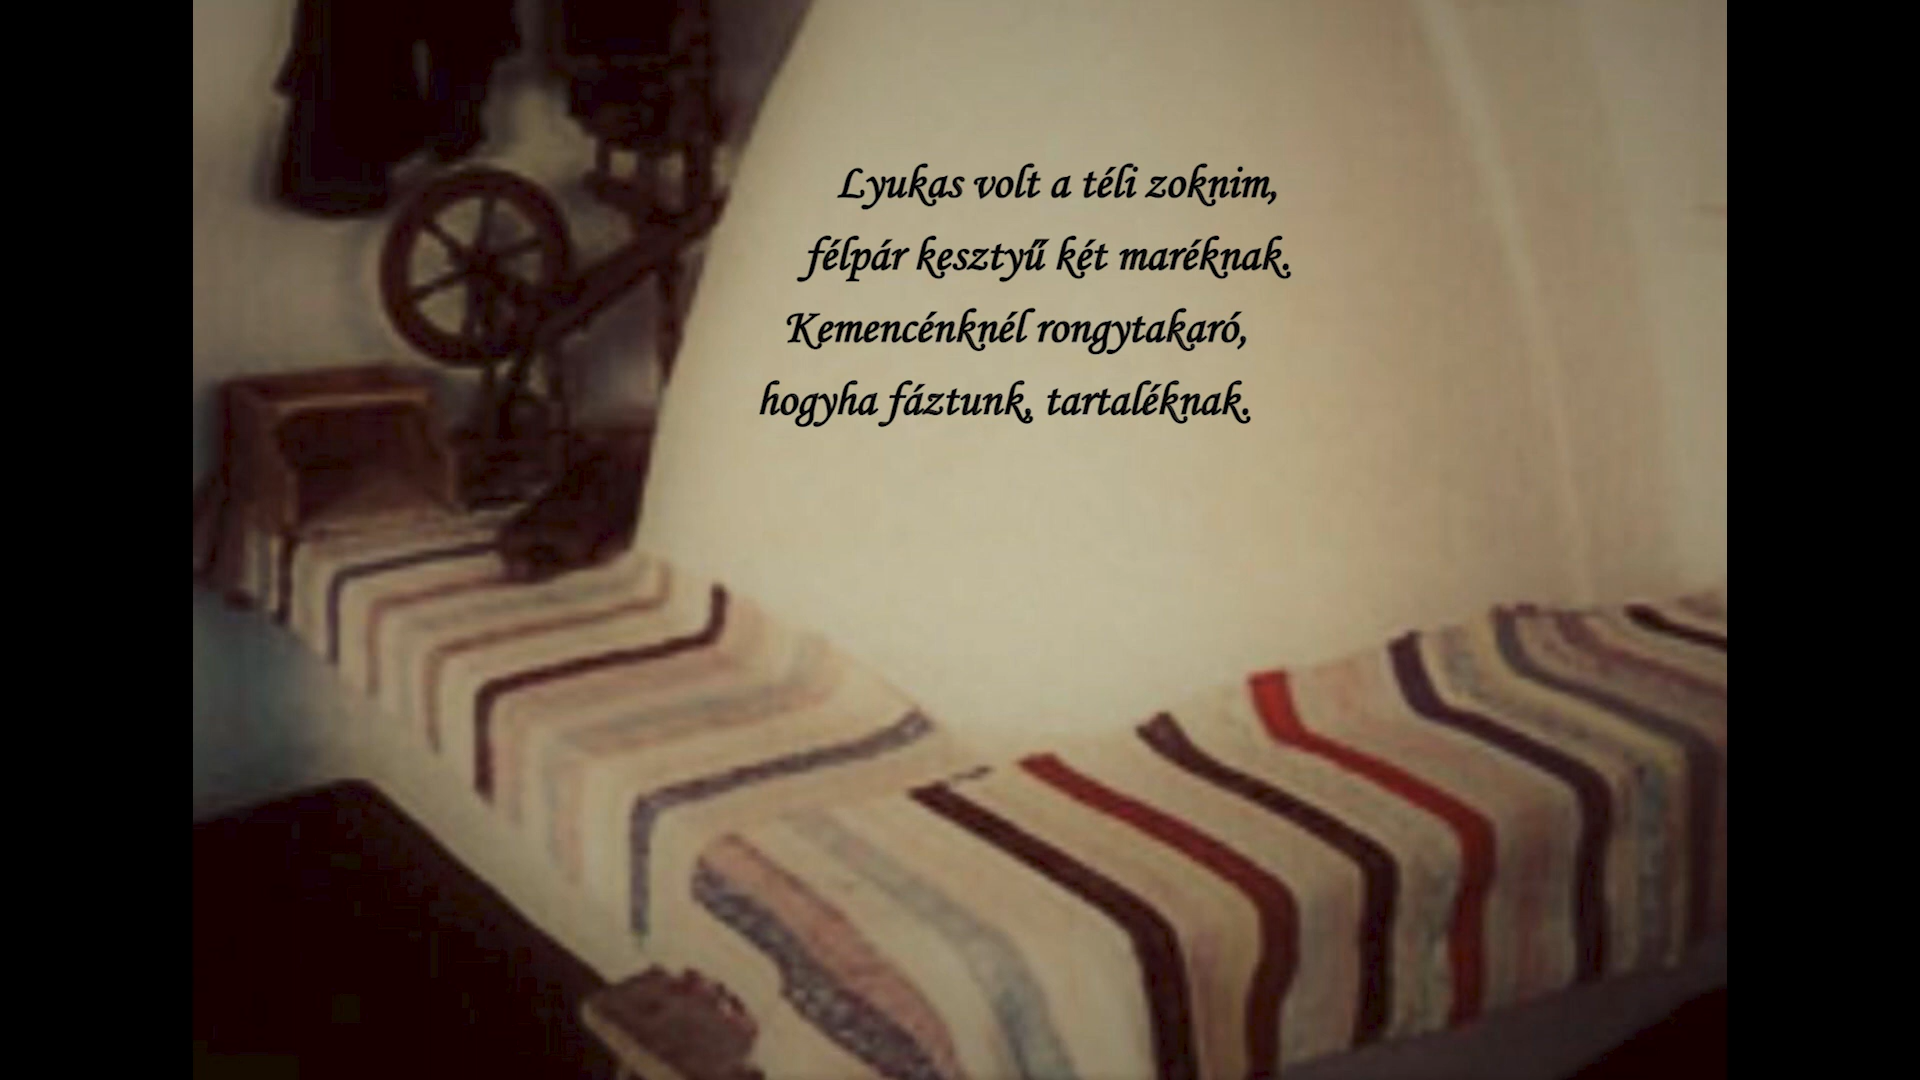 Lyukas volt a téli zoknim,
félpár kesztyű két maréknak.
Kemencénknél rongytakaró,
hogyha fáztunk, tartaléknak.